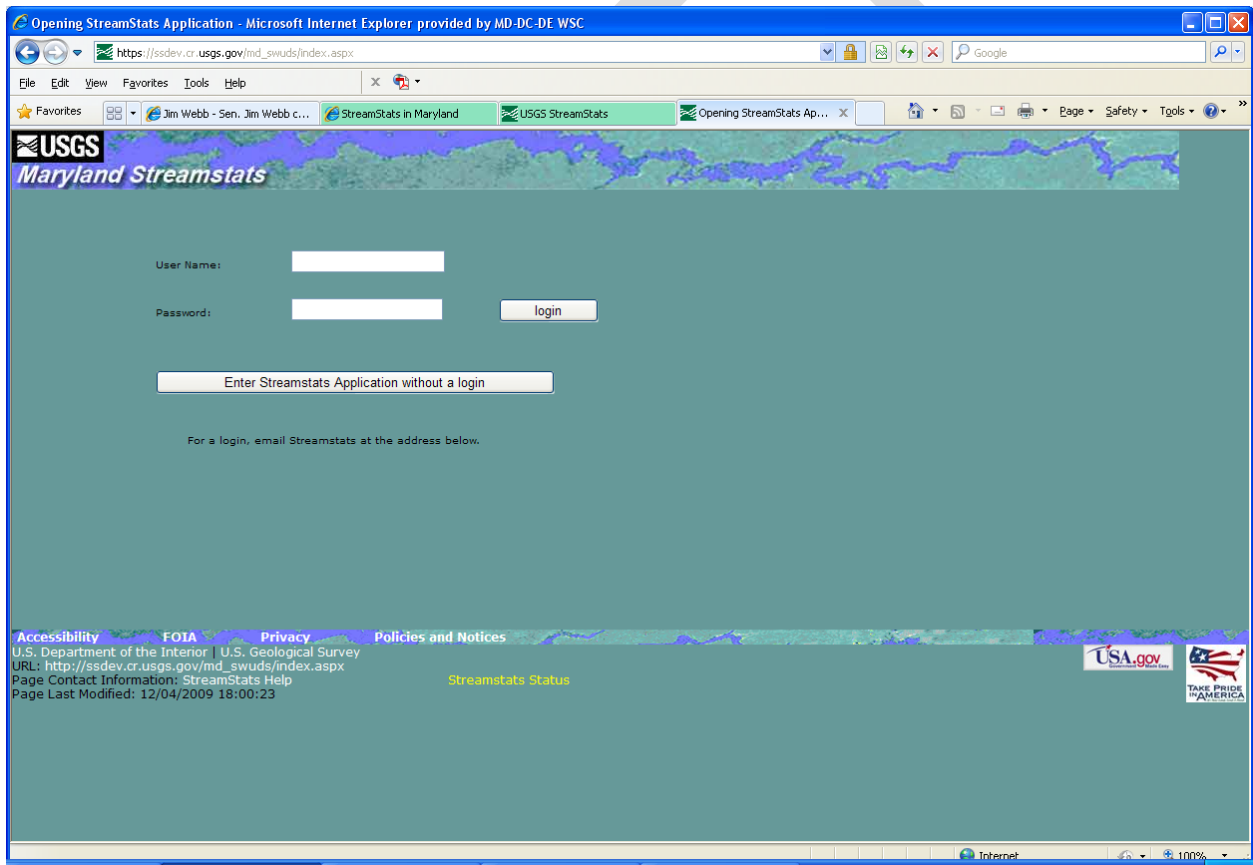 Opening StreamStats Application - Microsoft Internet Explorer provided by MD-DC-DE WSC
https://ssdev.cr.usgs.gov/md_swuds/index.aspx
Google
File Edit View Favorites Tools Help
Favorites
Jim Webb - Sen. Jim Webb c...
StreamStats in Maryland
USGS StreamStats
Opening StreamStats Ap...
Page Safety Tools
USGS
Maryland Streamstats
User Name:
Password:
login
Enter Streamstats Application without a login
For a login, email Streamstats at the address below.
Accessibility FOIA Privacy Policies and Notices
U.S. Department of the Interior | U.S. Geological Survey
URL: http://ssdev.cr.usgs.gov/md_swuds/index.aspx
Page Contact Information: StreamStats Help
Streamstats Status
Page Last Modified: 12/04/2009 18:00:23
USA.gov
TAKE PRIDE
IN AMERICA
Internet
100%